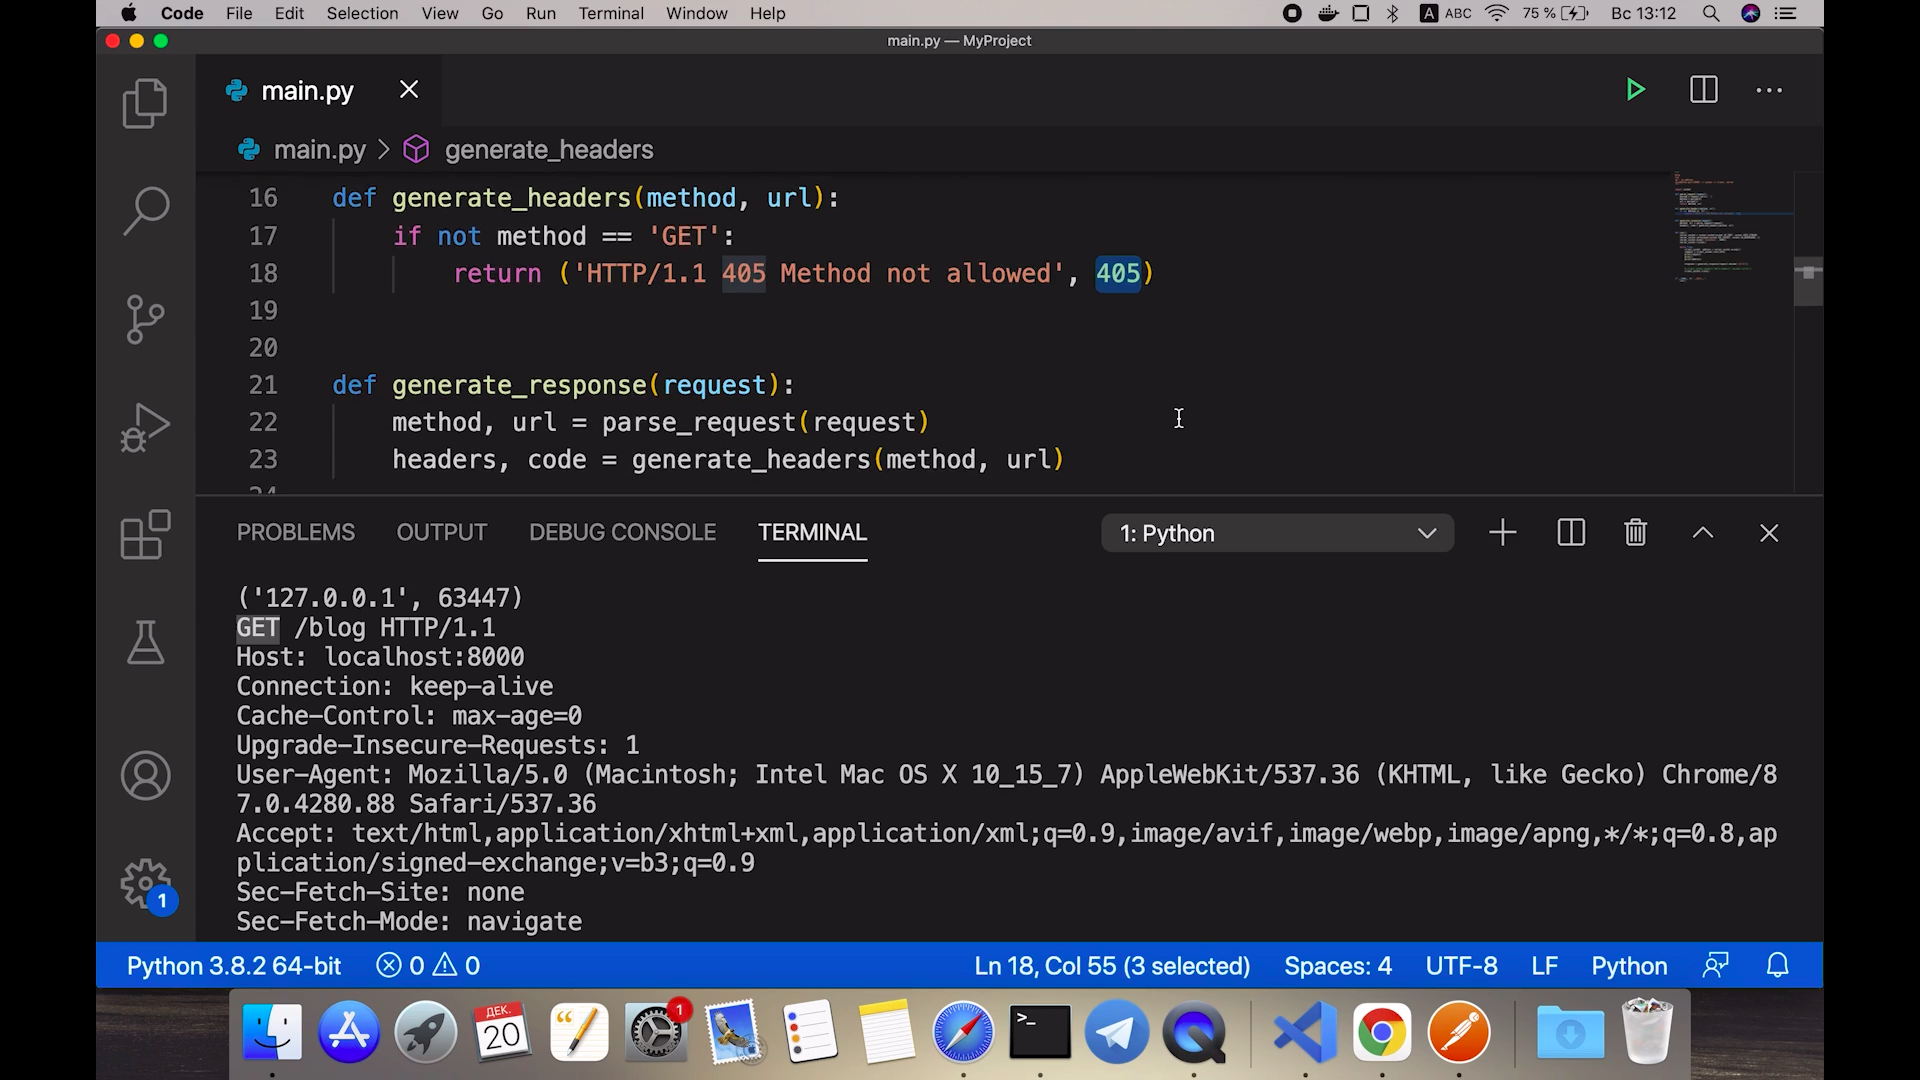 Code File Edit Selection View Go Run Terminal Window Help A ABC 75 % Вс 13:12
main.py — MyProject
main.py
main.py > generate_headers
16 def generate_headers(method, url):
17 if not method == 'GET':
18 return ('HTTP/1.1 405 Method not allowed', 405)
19
20
21 def generate_response(request):
22 method, url = parse_request(request)
23 headers, code = generate_headers(method, url)
24
PROBLEMS OUTPUT DEBUG CONSOLE TERMINAL 1: Python
('127.0.0.1', 63447)
GET /blog HTTP/1.1
Host: localhost:8000
Connection: keep-alive
Cache-Control: max-age=0
Upgrade-Insecure-Requests: 1
User-Agent: Mozilla/5.0 (Macintosh; Intel Mac OS X 10_15_7) AppleWebKit/537.36 (KHTML, like Gecko) Chrome/8
7.0.4280.88 Safari/537.36
Accept: text/html,application/xhtml+xml,application/xml;q=0.9,image/avif,image/webp,image/apng,*/*;q=0.8,ap
plication/signed-exchange;v=b3;q=0.9
Sec-Fetch-Site: none
Sec-Fetch-Mode: navigate
1
Python 3.8.2 64-bit 0 0 Ln 18, Col 55 (3 selected) Spaces: 4 UTF-8 LF Python
ДЕК.
20
1
>_